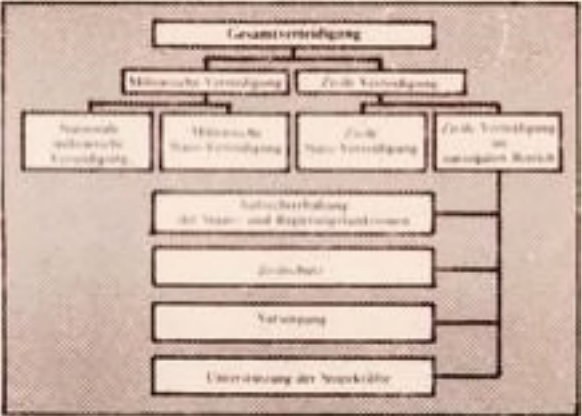 Gesamtverteidigung
Militärische Verteidigung
Zivile Verteidigung
Nationale
militärische
Verteidigung
Militärische
Nato-Verteidigung
Zivile
Nato-Verteidigung
Zivile Verteidigung
im
nationalen Bereich
Aufrechterhaltung
der Staats- und Regierungsfunktionen
Zivilschutz
Versorgung
Unterstützung der Streitkräfte